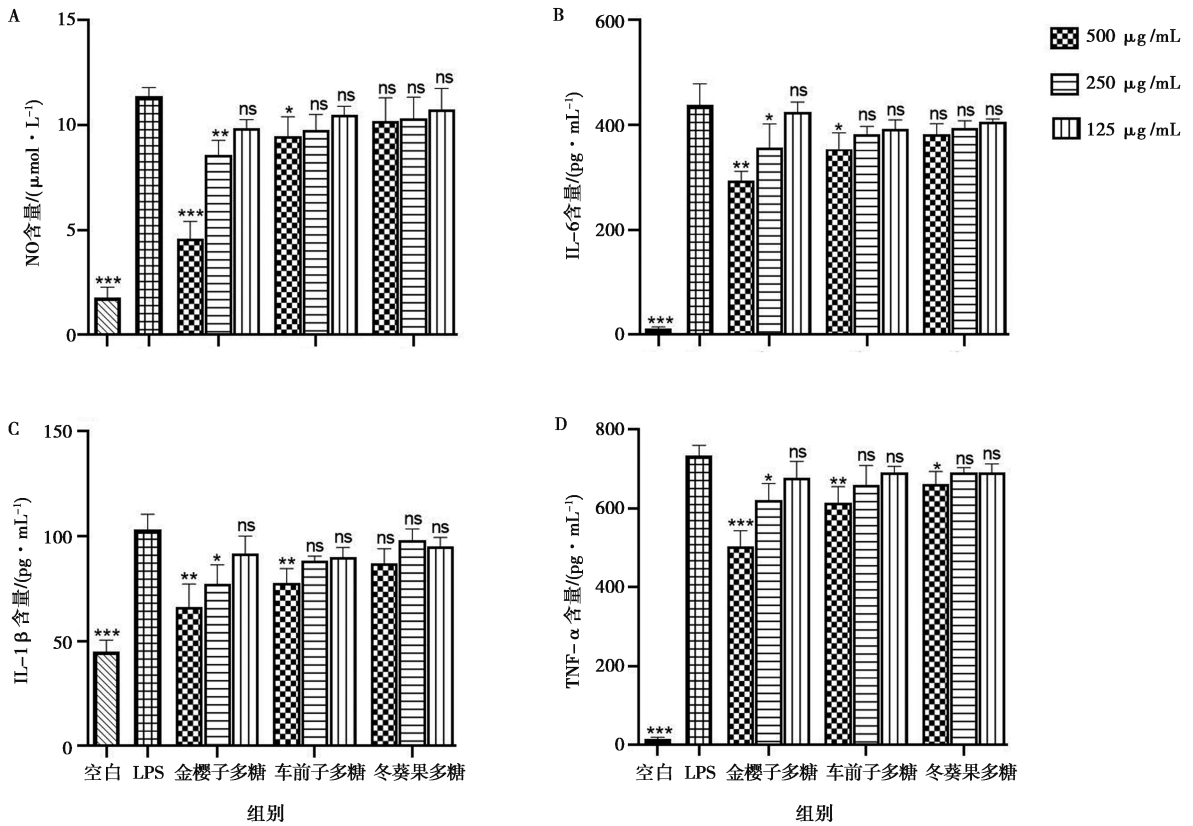 A
NO含量/(μmol·L⁻¹)
15
10
5
0
***
***
**
ns
*
ns
ns
ns
ns
ns
B
IL-6含量/(pg·mL⁻¹)
600
400
200
0
***
**
*
ns
*
ns
ns
ns
ns
ns
500 μg/mL
250 μg/mL
125 μg/mL
C
IL-1β含量/(pg·mL⁻¹)
150
100
50
0
***
**
*
ns
**
ns
ns
ns
ns
ns
空白 LPS 金樱子多糖 车前子多糖 冬葵果多糖
组别
D
TNF-α含量/(pg·mL⁻¹)
800
600
400
200
0
***
***
*
ns
**
ns
ns
*
ns
ns
空白 LPS 金樱子多糖 车前子多糖 冬葵果多糖
组别